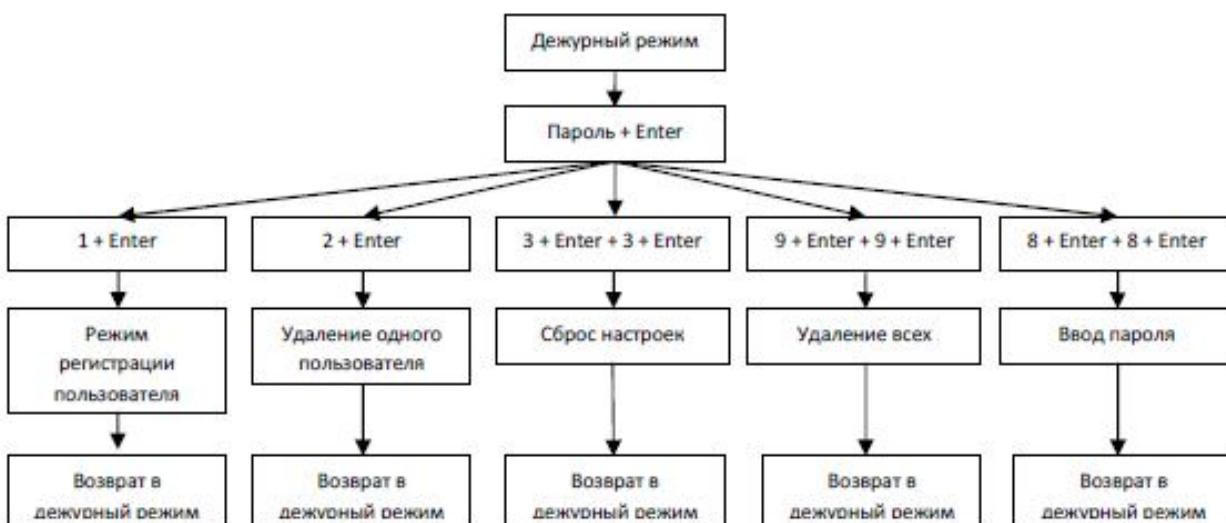 Дежурный режим
Пароль + Enter
1 + Enter
2 + Enter
3 + Enter + 3 + Enter
9 + Enter + 9 + Enter
8 + Enter + 8 + Enter
Режим
регистрации
пользователя
Удаление одного
пользователя
Сброс настроек
Удаление всех
Ввод пароля
Возврат в
дежурный режим
Возврат в
дежурный режим
Возврат в
дежурный режим
Возврат в
дежурный режим
Возврат в
дежурный режим